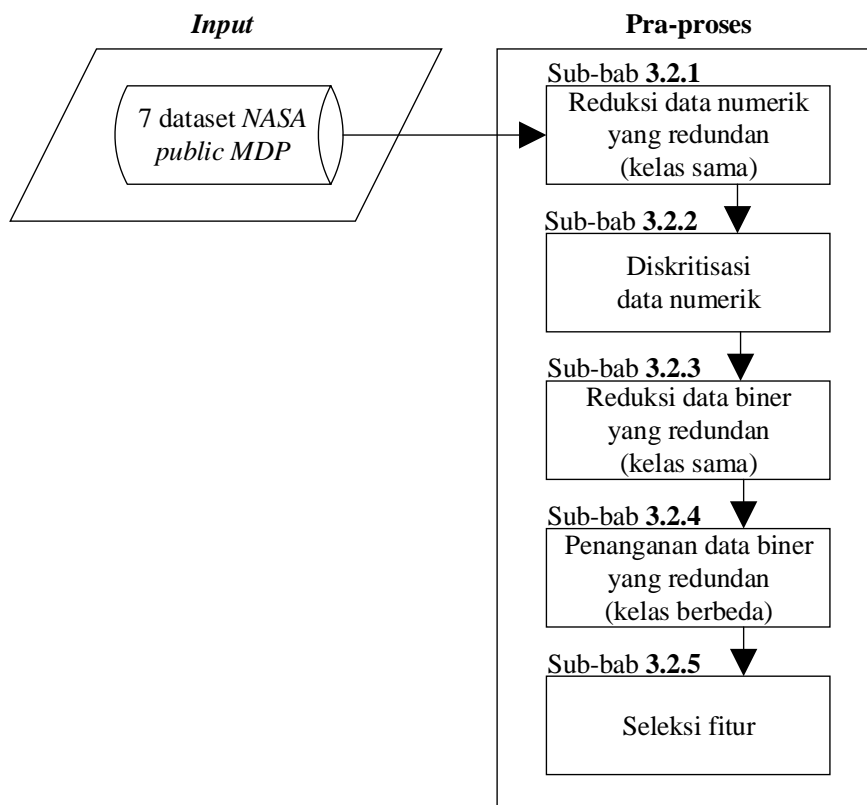 Input
7 dataset NASA
public MDP
Pra-proses
Sub-bab 3.2.1
Reduksi data numerik
yang redundan
(kelas sama)
Sub-bab 3.2.2
Diskritisasi
data numerik
Sub-bab 3.2.3
Reduksi data biner
yang redundan
(kelas sama)
Sub-bab 3.2.4
Penanganan data biner
yang redundan
(kelas berbeda)
Sub-bab 3.2.5
Seleksi fitur